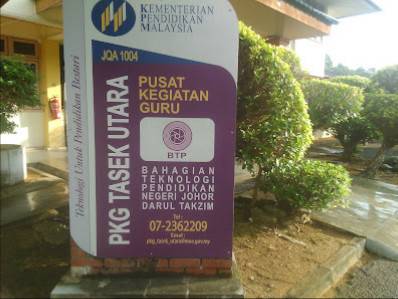 KEMENTERIAN
PENDIDIKAN
MALAYSIA
JQA 1004
Teknologi Untuk Pendidikan Bestari
PKG TASEK UTARA
PUSAT
KEGIATAN
GURU
BTP
BAHAGIAN
TEKNOLOGI
PENDIDIKAN
NEGERI JOHOR
DARUL TAKZIM
Tel :
07-2362209
Email :